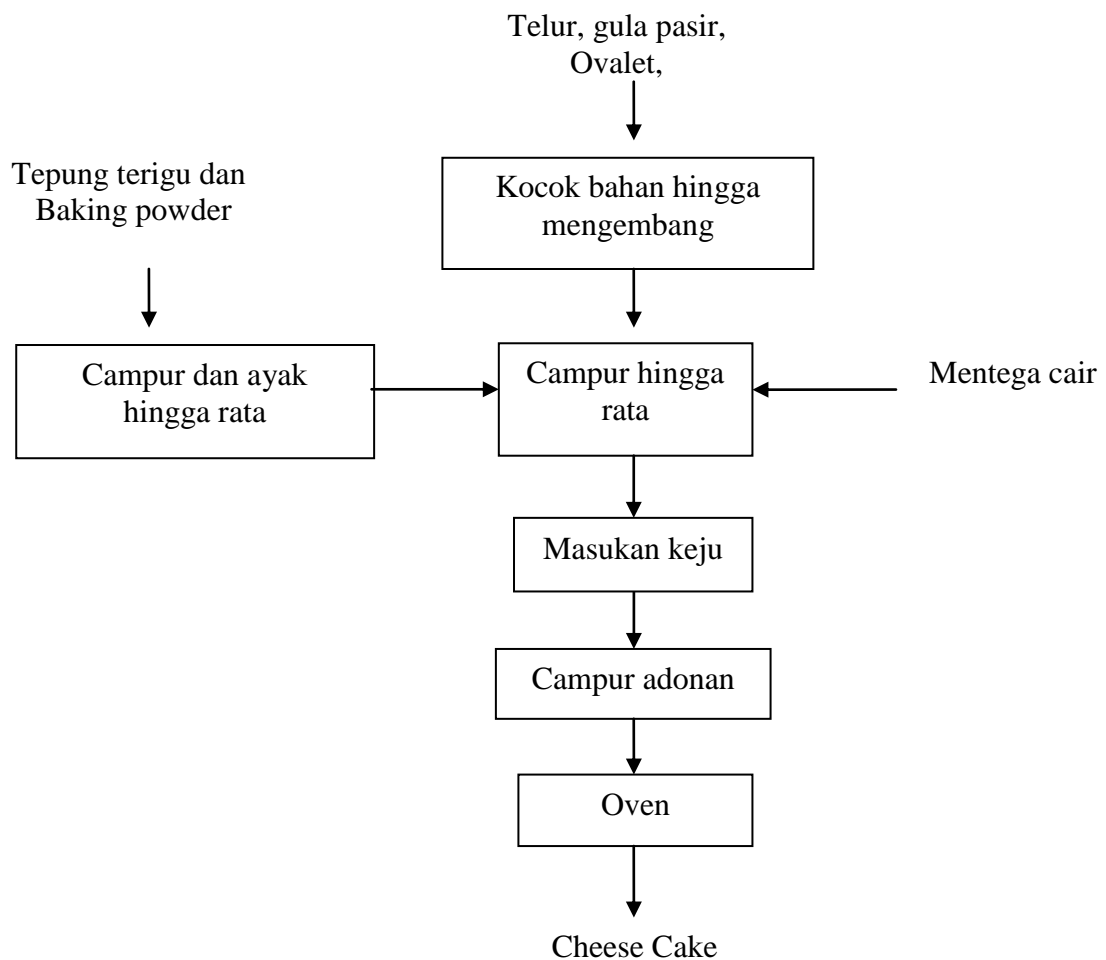 Telur, gula pasir,
Ovalet,
Tepung terigu dan
Baking powder
Kocok bahan hingga
mengembang
Campur dan ayak
hingga rata
Campur hingga
rata
Mentega cair
Masukan keju
Campur adonan
Oven
Cheese Cake